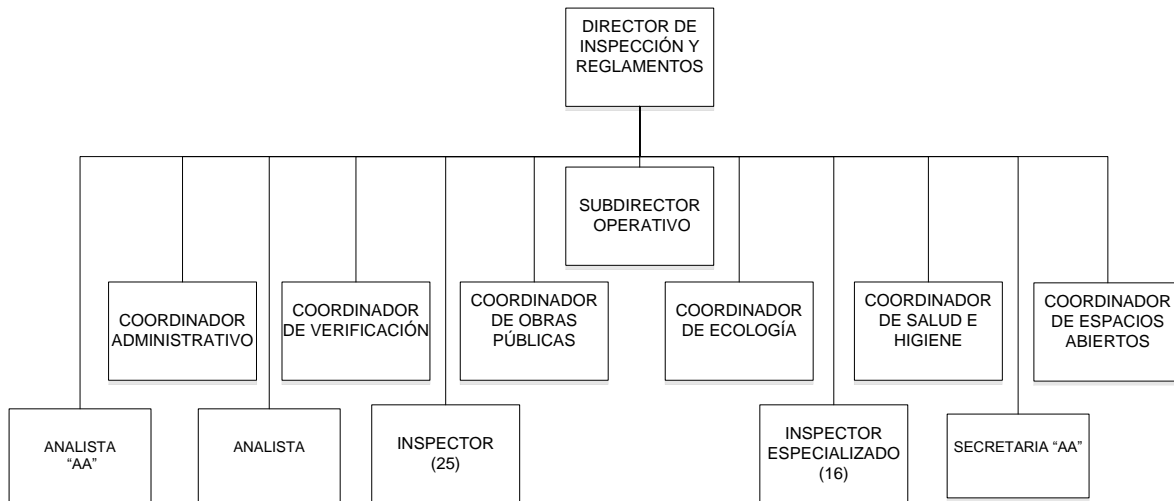 DIRECTOR DE
INSPECCIÓN Y
REGLAMENTOS
SUBDIRECTOR
OPERATIVO
COORDINADOR
ADMINISTRATIVO
COORDINADOR
DE VERIFICACIÓN
COORDINADOR
DE OBRAS
PÚBLICAS
COORDINADOR
DE ECOLOGÍA
COORDINADOR
DE SALUD E
HIGIENE
COORDINADOR
DE ESPACIOS
ABIERTOS
ANALISTA
“AA”
ANALISTA
INSPECTOR
(25)
INSPECTOR
ESPECIALIZADO
(16)
SECRETARIA “AA”